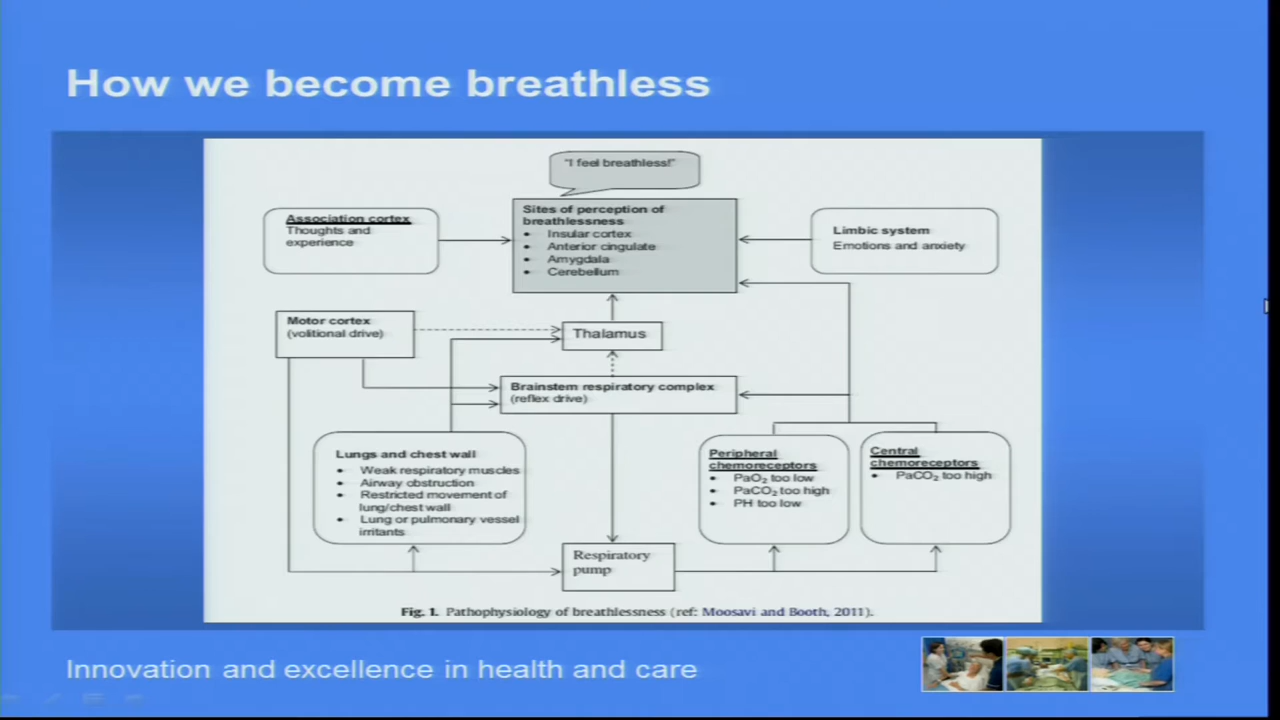 How we become breathless
"I feel breathless!"
Association cortex
Thoughts and
experience
Sites of perception of
breathlessness
• Insular cortex
• Anterior cingulate
• Amygdala
• Cerebellum
Limbic system
Emotions and anxiety
Motor cortex
(volitional drive)
Thalamus
Brainstem respiratory complex
(reflex drive)
Lungs and chest wall
• Weak respiratory muscles
• Airway obstruction
• Restricted movement of
lung/chest wall
• Lung or pulmonary vessel
irritants
Peripheral
chemoreceptors
• PaO₂ too low
• PaCO₂ too high
• PH too low
Central
chemoreceptors
• PaCO₂ too high
Respiratory
pump
Fig. 1. Pathophysiology of breathlessness (ref: Moosavi and Booth, 2011).
Innovation and excellence in health and care